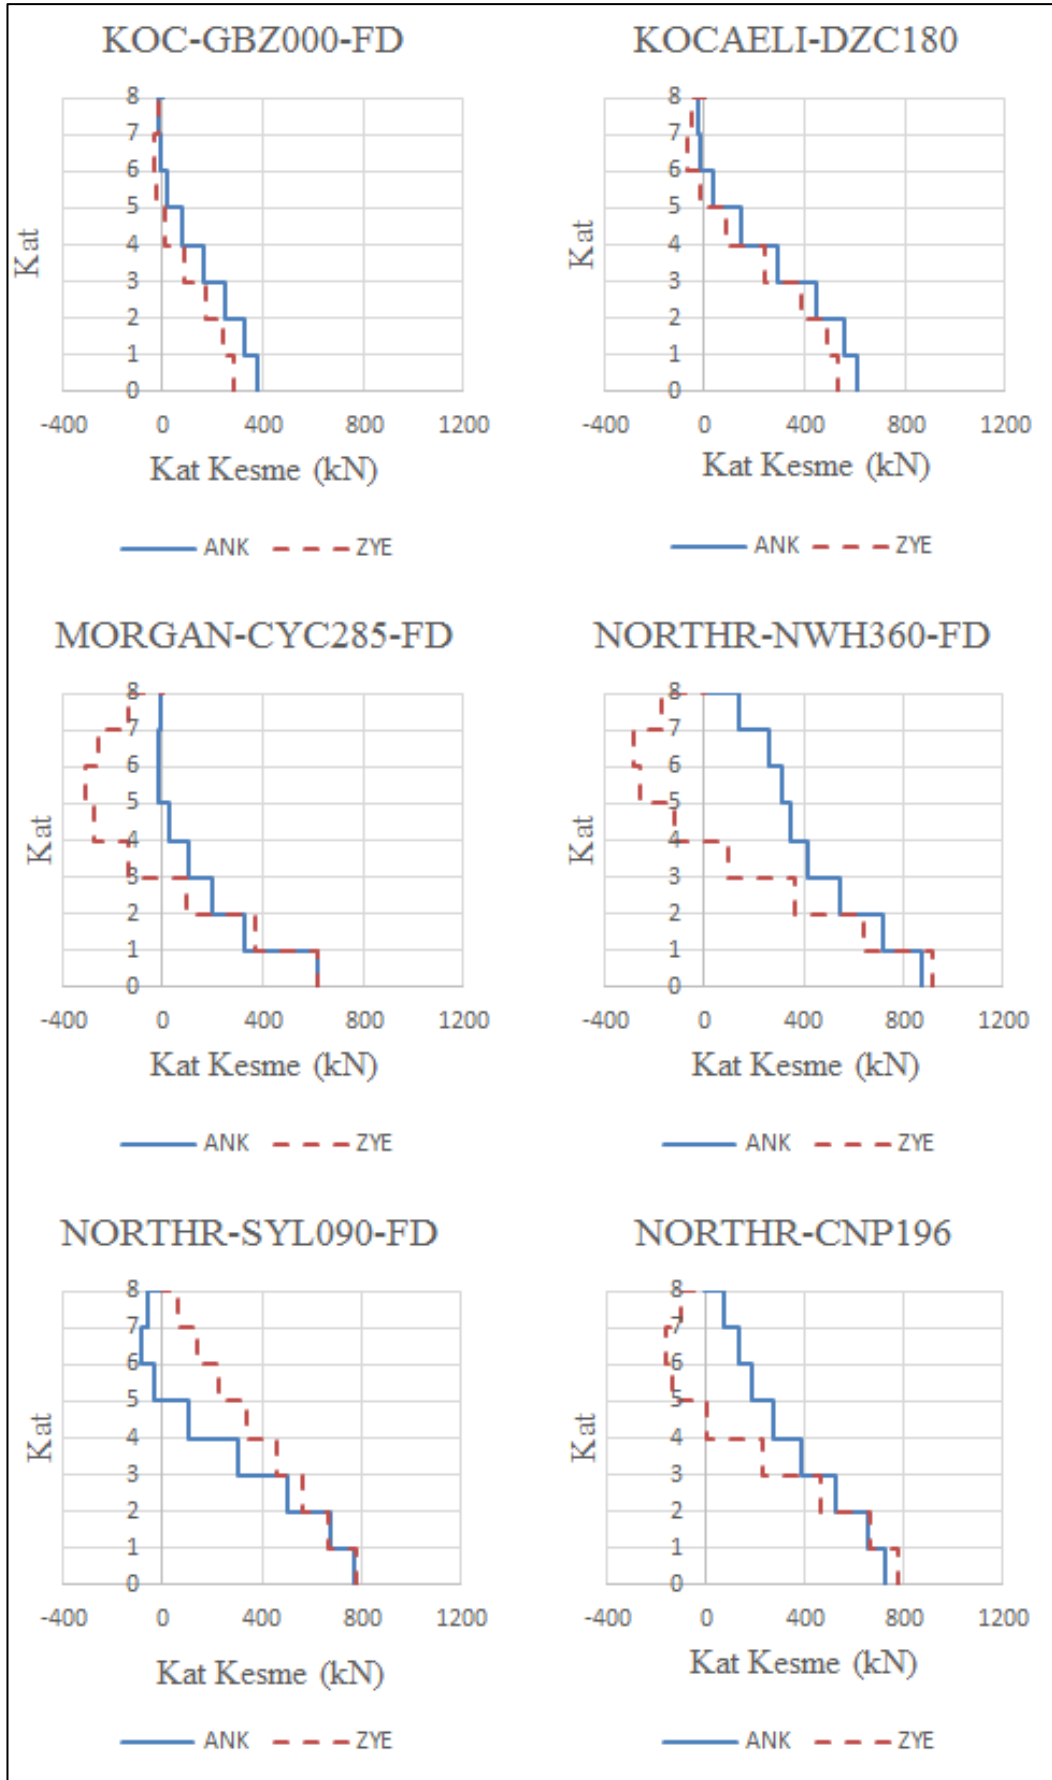 KOC-GBZ000-FD
8
7
6
5
4
3
2
1
0
Kat
-400 0 400 800 1200
Kat Kesme (kN)
ANK ZYE
KOCAELI-DZC180
8
7
6
5
4
3
2
1
0
Kat
-400 0 400 800 1200
Kat Kesme (kN)
ANK ZYE
MORGAN-CYC285-FD
8
7
6
5
4
3
2
1
0
Kat
-400 0 400 800 1200
Kat Kesme (kN)
ANK ZYE
NORTHR-NWH360-FD
8
7
6
5
4
3
2
1
0
Kat
-400 0 400 800 1200
Kat Kesme (kN)
ANK ZYE
NORTHR-SYL090-FD
8
7
6
5
4
3
2
1
0
Kat
-400 0 400 800 1200
Kat Kesme (kN)
ANK ZYE
NORTHR-CNP196
8
7
6
5
4
3
2
1
0
Kat
-400 0 400 800 1200
Kat Kesme (kN)
ANK ZYE